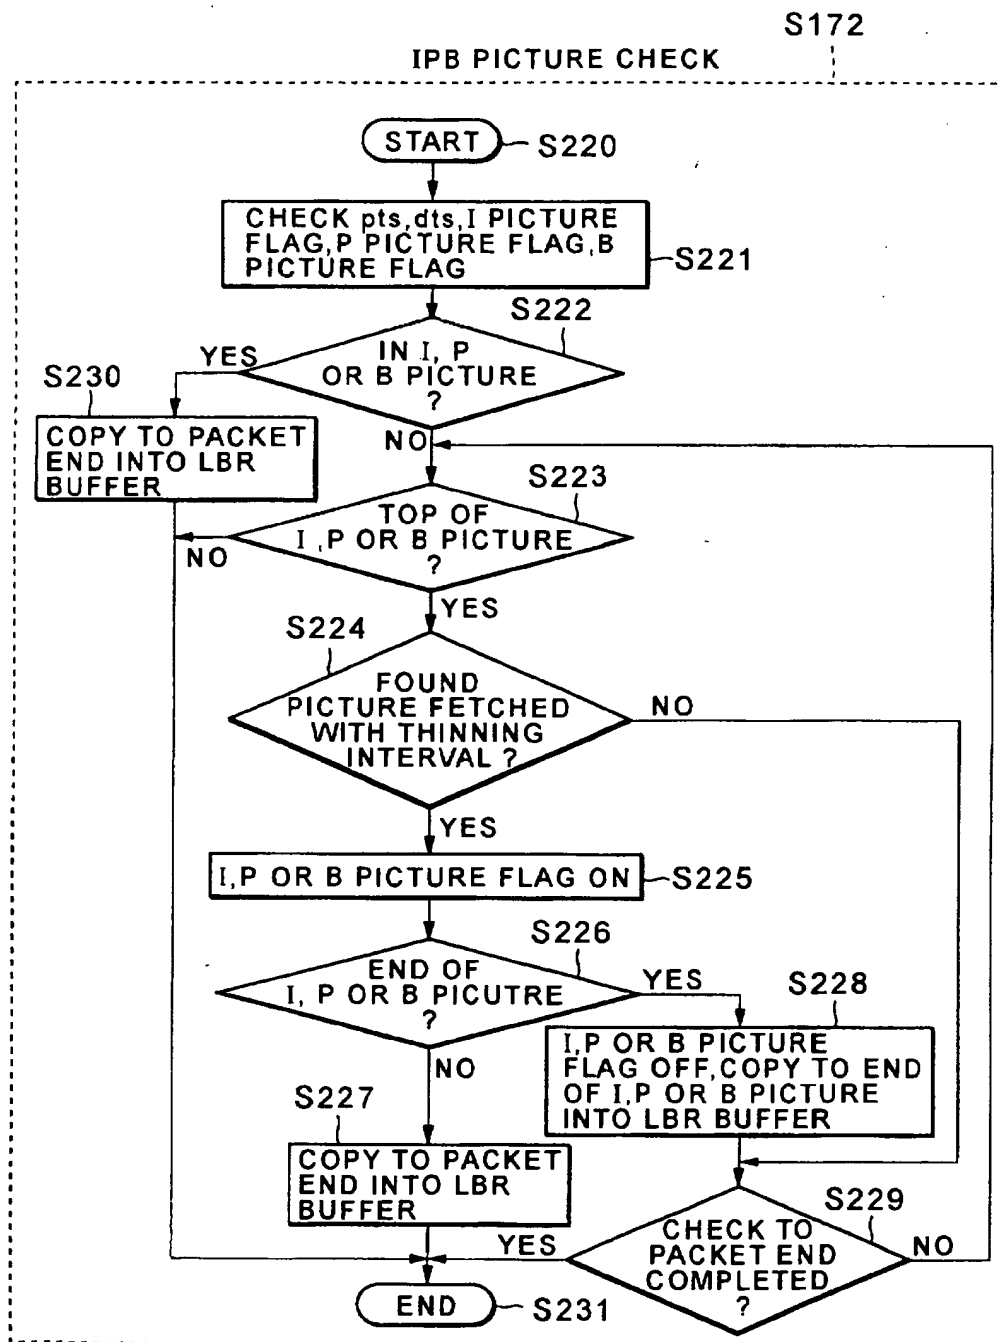 S172
IPB PICTURE CHECK
START
S220
CHECK pts,dts,I PICTURE
FLAG,P PICTURE FLAG,B
PICTURE FLAG
S221
S222
IN I, P
OR B PICTURE
?
YES
S230
COPY TO PACKET
END INTO LBR
BUFFER
NO
S223
TOP OF
I ,P OR B PICTURE
?
NO
YES
S224
FOUND
PICTURE FETCHED
WITH THINNING
INTERVAL ?
NO
YES
I,P OR B PICTURE FLAG ON
S225
S226
END OF
I, P OR B PICUTRE
?
YES
S228
I,P OR B PICTURE
FLAG OFF,COPY TO END
OF I,P OR B PICTURE
INTO LBR BUFFER
NO
S227
COPY TO PACKET
END INTO LBR
BUFFER
S229
CHECK TO
PACKET END
COMPLETED
?
YES
NO
END
S231